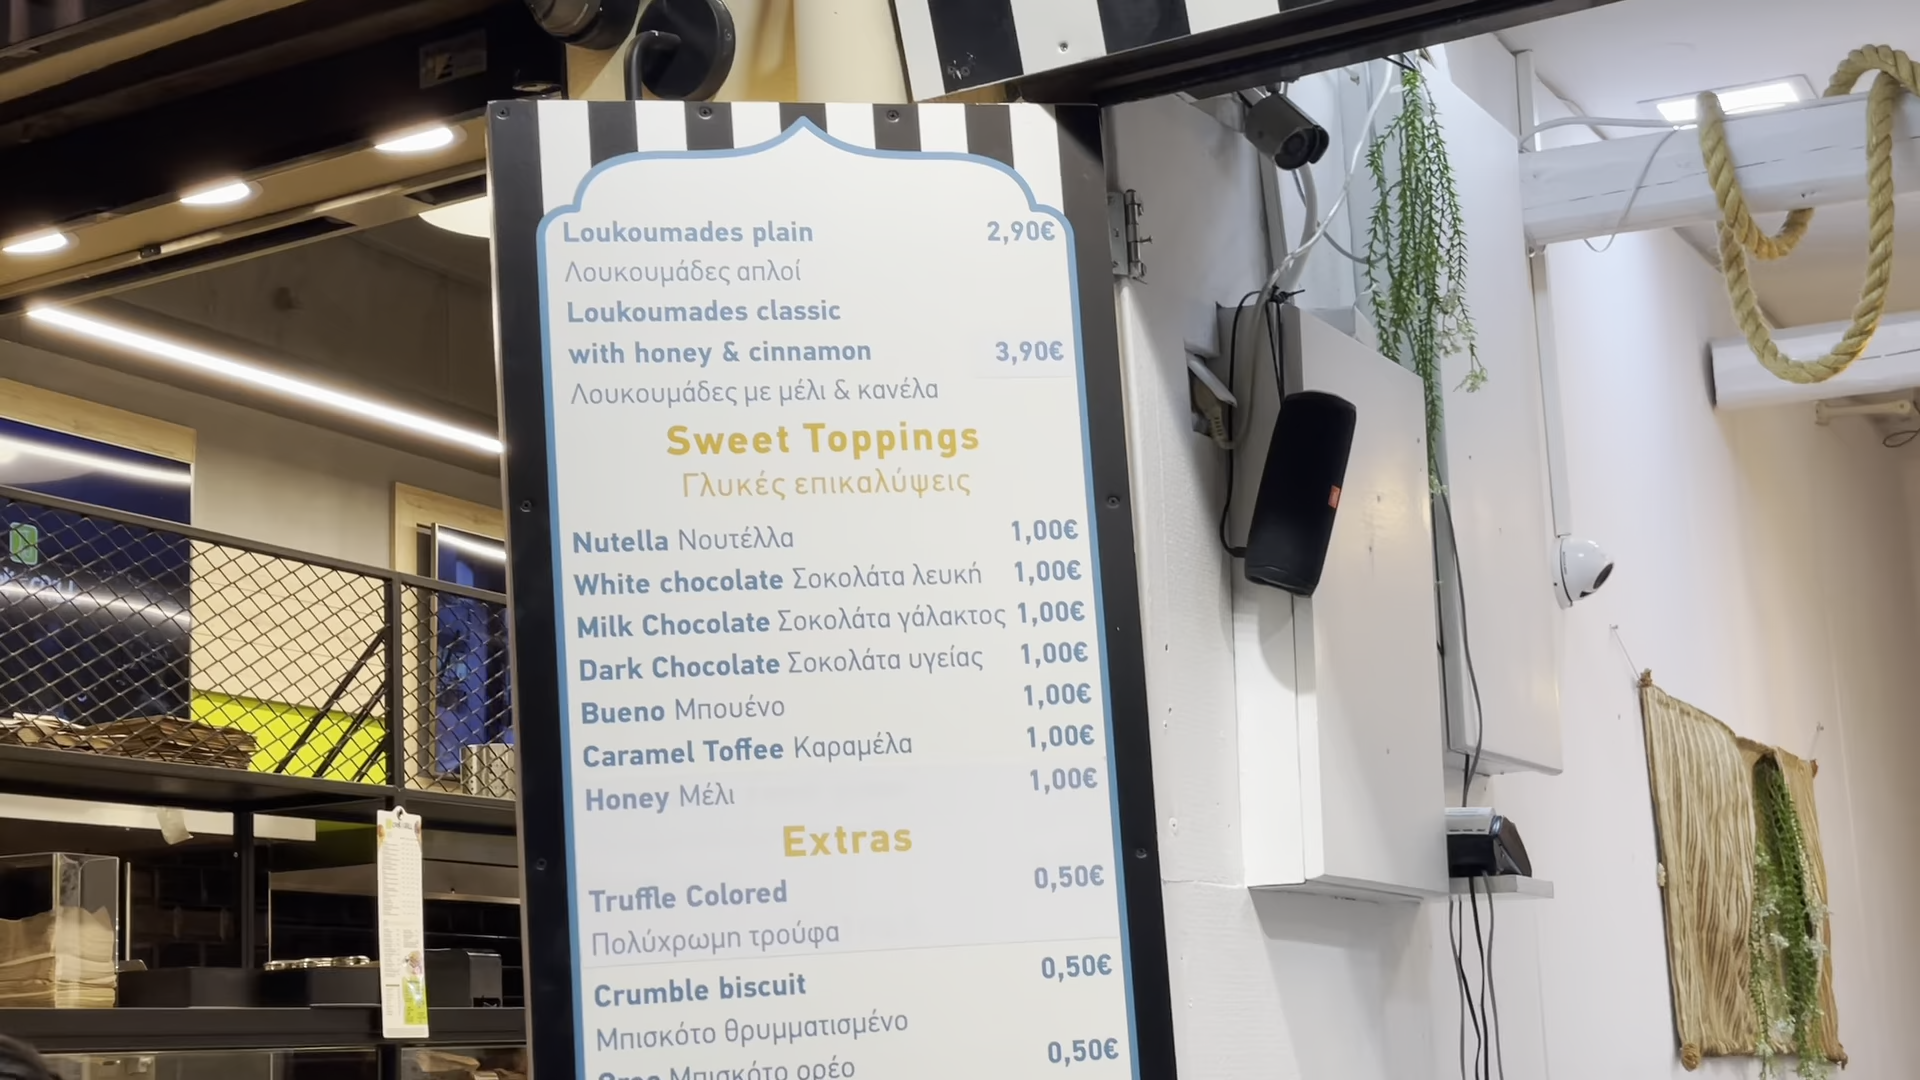 Loukoumades plain 2,90€
Λουκουμάδες απλοί
Loukoumades classic
with honey & cinnamon 3,90€
Λουκουμάδες με μέλι & κανέλα
Sweet Toppings
Γλυκές επικαλύψεις
Nutella Νουτέλλα 1,00€
White chocolate Σοκολάτα λευκή 1,00€
Milk Chocolate Σοκολάτα γάλακτος 1,00€
Dark Chocolate Σοκολάτα υγείας 1,00€
Bueno Μπουένο 1,00€
Caramel Toffee Καραμέλα 1,00€
Honey Μέλι 1,00€
Extras
Truffle Colored 0,50€
Πολύχρωμη τρούφα
Crumble biscuit 0,50€
Μπισκότο θρυμματισμένο
Oreo Μπισκότο ορέο 0,50€